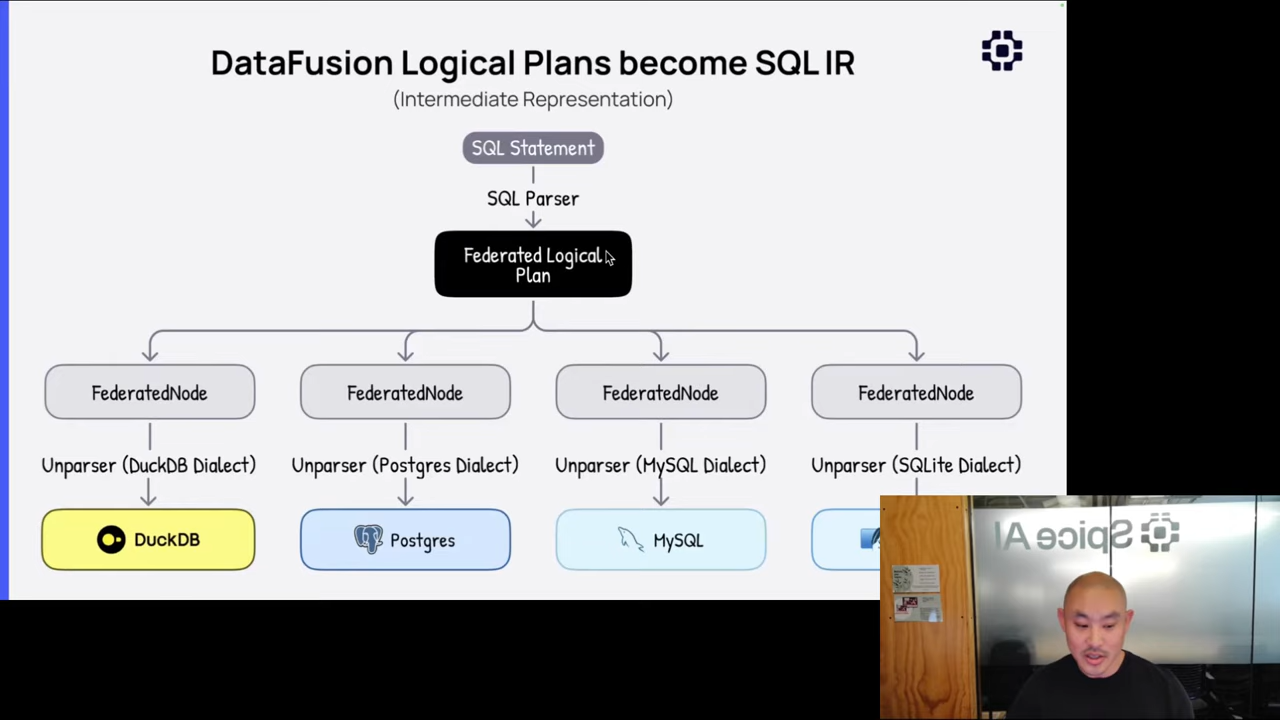 DataFusion Logical Plans become SQL IR
(Intermediate Representation)
SQL Statement
SQL Parser
Federated Logical
Plan
FederatedNode
FederatedNode
FederatedNode
FederatedNode
Unparser (DuckDB Dialect)
Unparser (Postgres Dialect)
Unparser (MySQL Dialect)
Unparser (SQLite Dialect)
DuckDB
Postgres
MySQL
Spice AI